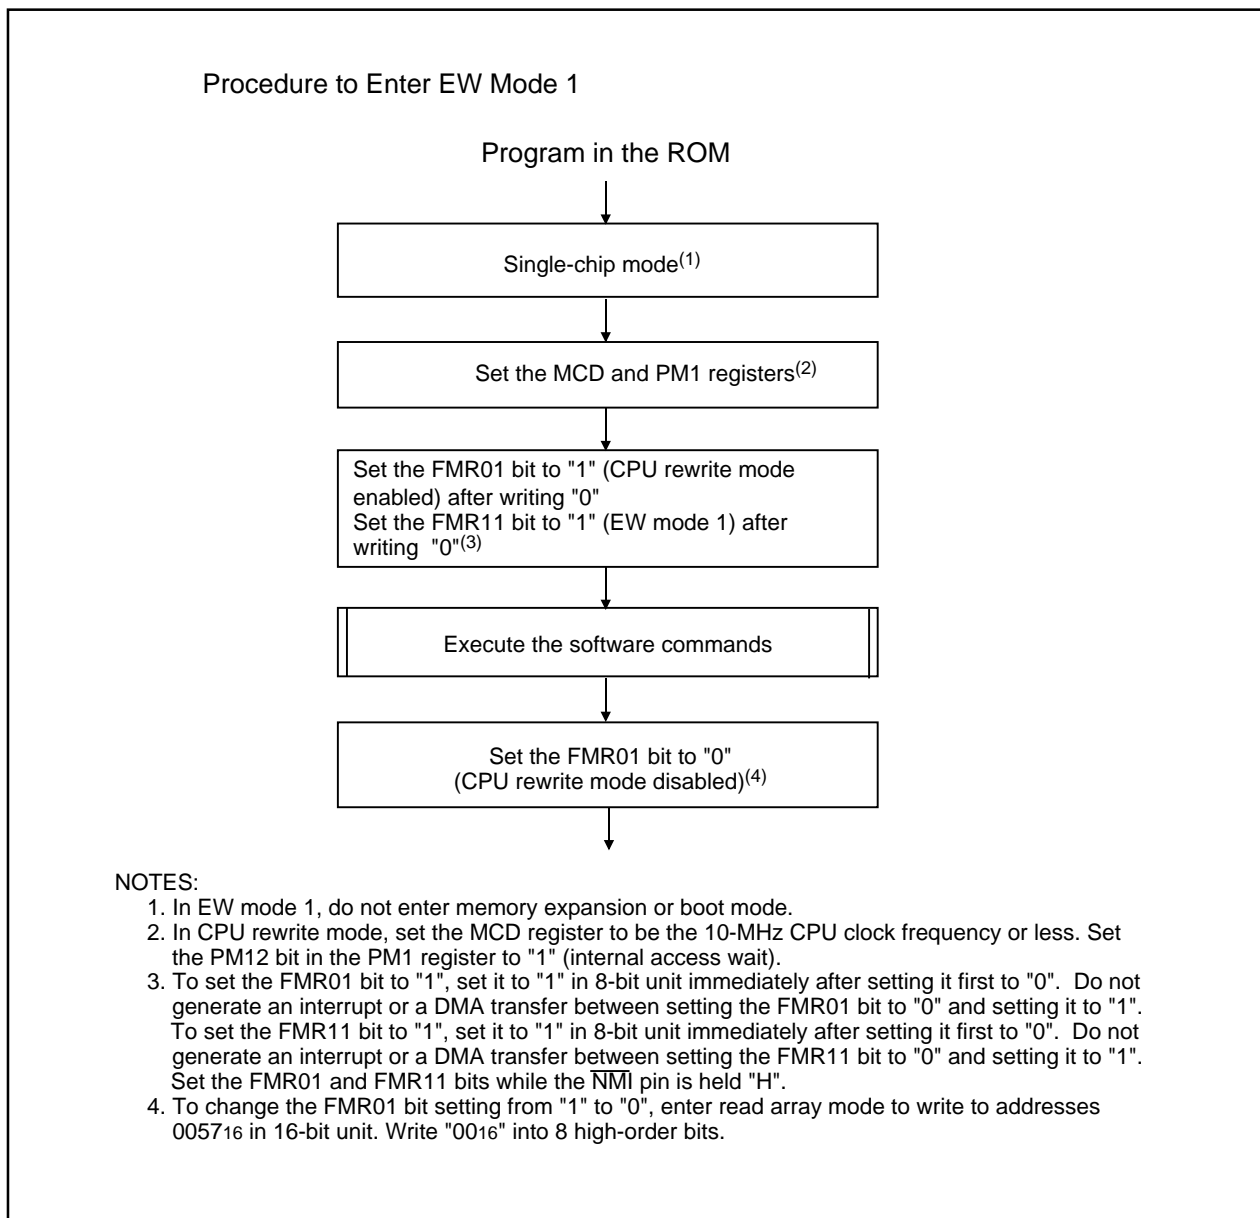 Procedure to Enter EW Mode 1
Program in the ROM
Single-chip mode(1)
Set the MCD and PM1 registers(2)
Set the FMR01 bit to "1" (CPU rewrite mode
enabled) after writing "0"
Set the FMR11 bit to "1" (EW mode 1) after
writing "0"(3)
Execute the software commands
Set the FMR01 bit to "0"
(CPU rewrite mode disabled)(4)
NOTES:
1. In EW mode 1, do not enter memory expansion or boot mode.
2. In CPU rewrite mode, set the MCD register to be the 10-MHz CPU clock frequency or less. Set
the PM12 bit in the PM1 register to "1" (internal access wait).
3. To set the FMR01 bit to "1", set it to "1" in 8-bit unit immediately after setting it first to "0". Do not
generate an interrupt or a DMA transfer between setting the FMR01 bit to "0" and setting it to "1".
To set the FMR11 bit to "1", set it to "1" in 8-bit unit immediately after setting it first to "0". Do not
generate an interrupt or a DMA transfer between setting the FMR11 bit to "0" and setting it to "1".
Set the FMR01 and FMR11 bits while the N̅M̅I̅ pin is held "H".
4. To change the FMR01 bit setting from "1" to "0", enter read array mode to write to addresses
005716 in 16-bit unit. Write "0016" into 8 high-order bits.